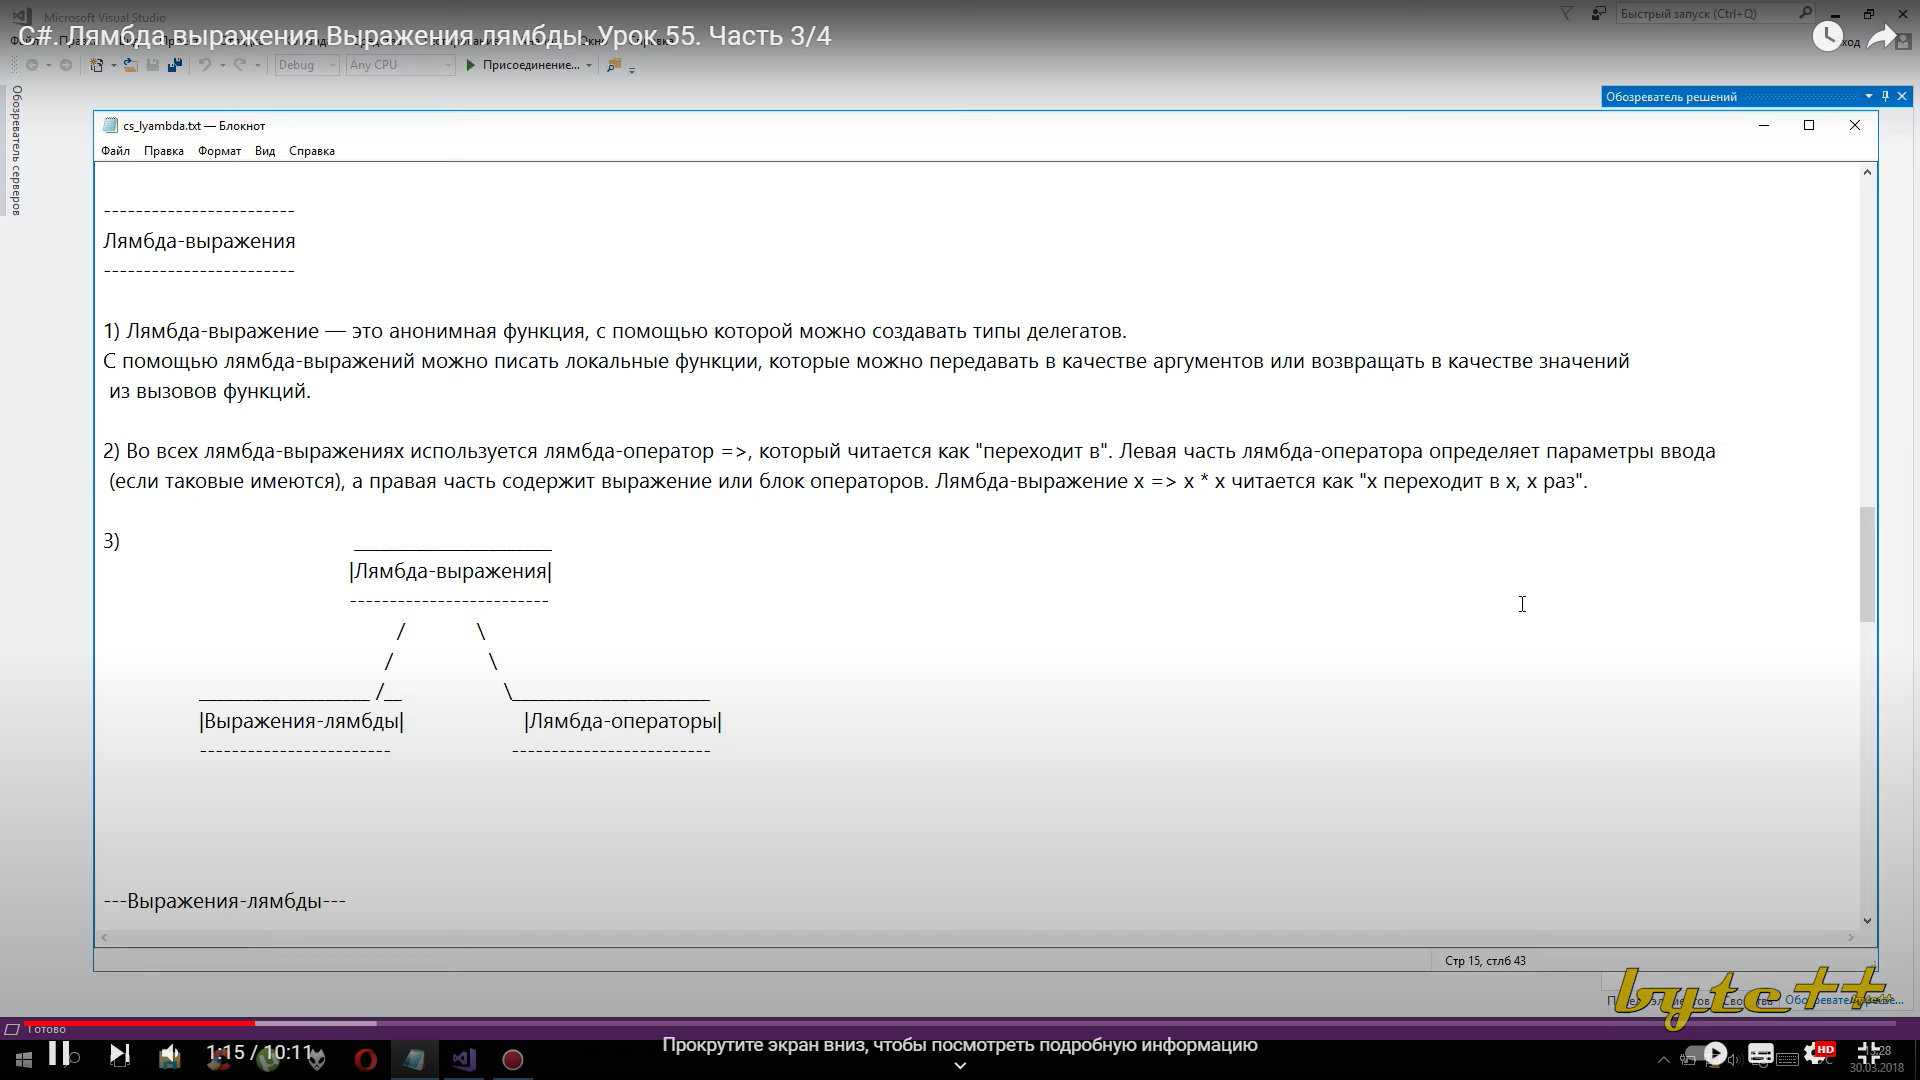 Microsoft Visual Studio
Быстрый запуск (Ctrl+Q)
C#. Лямбда выражения.Выражения лямбды. Урок 55. Часть 3/4
Debug
Any CPU
Присоединение...
Обозреватель серверов
Обозреватель решений
cs_lyambda.txt — Блокнот
Файл Правка Формат Вид Справка
------------------------
Лямбда-выражения
------------------------
1) Лямбда-выражение — это анонимная функция, с помощью которой можно создавать типы делегатов.
С помощью лямбда-выражений можно писать локальные функции, которые можно передавать в качестве аргументов или возвращать в качестве значений
из вызовов функций.
2) Во всех лямбда-выражениях используется лямбда-оператор =>, который читается как "переходит в". Левая часть лямбда-оператора определяет параметры ввода
(если таковые имеются), а правая часть содержит выражение или блок операторов. Лямбда-выражение x => x * x читается как "x переходит в x, x раз".
3)
|Лямбда-выражения|
-------------------------
/ \
/ \
/ \
|Выражения-лямбды| |Лямбда-операторы|
------------------------ -------------------------
---Выражения-лямбды---
Стр 15, стлб 43
byte++
Готово
1:15 / 10:11
Прокрутите экран вниз, чтобы посмотреть подробную информацию
HD
13:28
30.03.2018